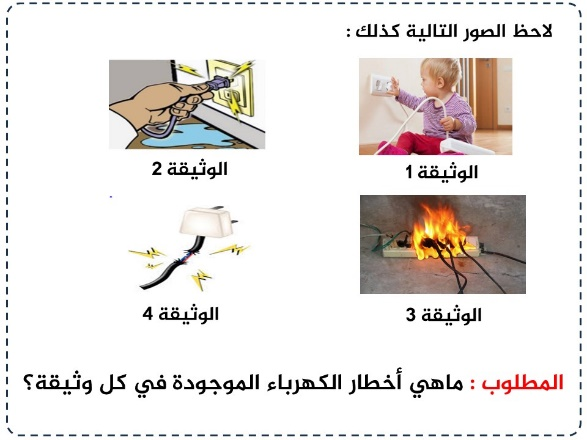 لاحظ الصور التالية كذلك :
الوثيقة 1
الوثيقة 2
الوثيقة 3
الوثيقة 4
المطلوب : ماهي أخطار الكهرباء الموجودة في كل وثيقة؟